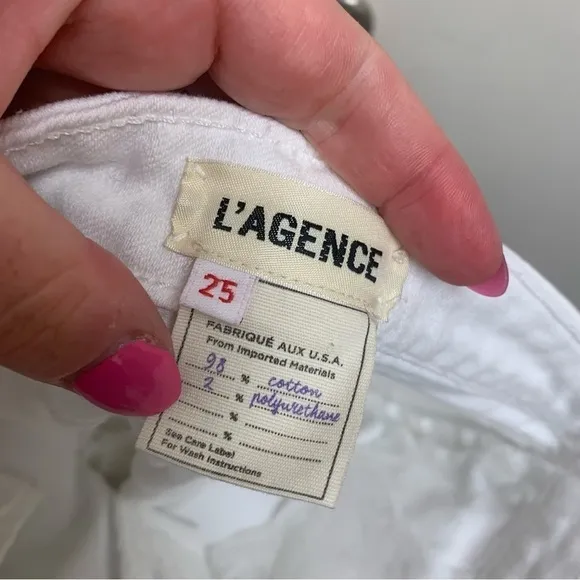 L'AGENCE
25
FABRIQUÉ AUX U.S.A.
From Imported Materials
98 % cotton
2 % polyurethane
%
%
See Care Label
For Wash Instructions